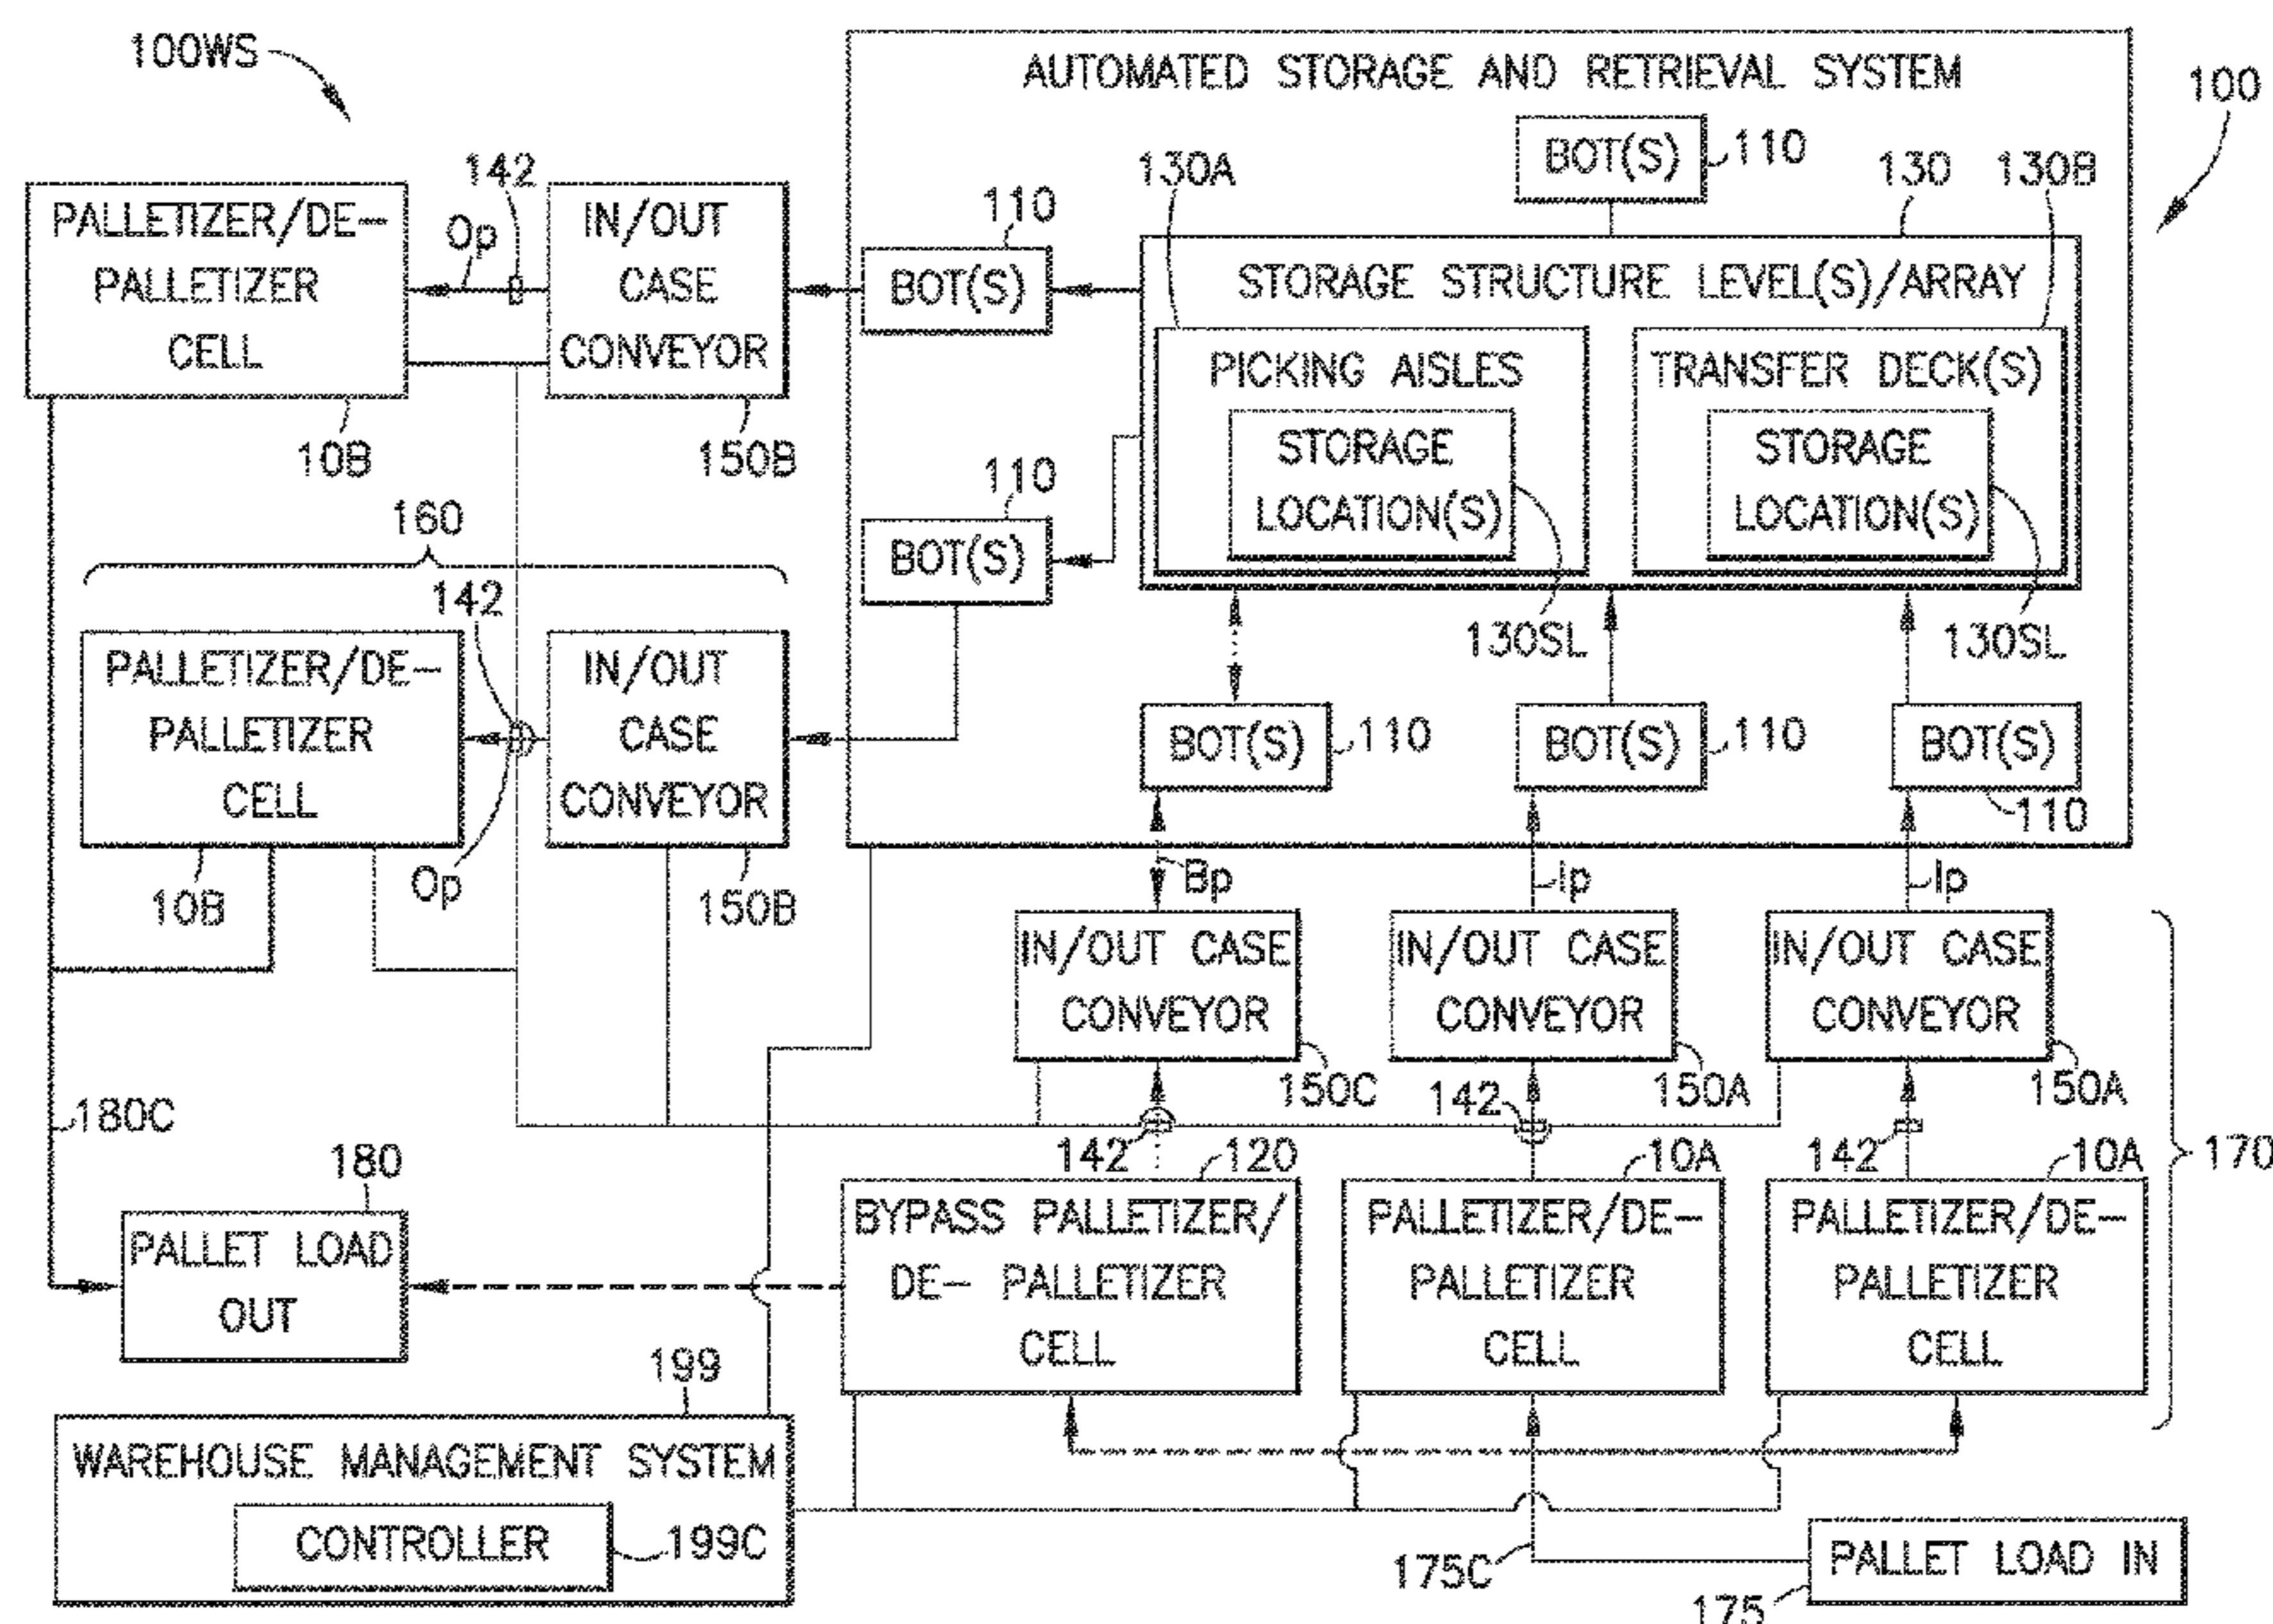 100WS
AUTOMATED STORAGE AND RETRIEVAL SYSTEM
100
BOT(S)
110
142
130A
130
130B
PALLETIZER/DE-
PALLETIZER
CELL
Op
IN/OUT
CASE
CONVEYOR
110
BOT(S)
STORAGE STRUCTURE LEVEL(S)/ARRAY
PICKING AISLES
STORAGE
LOCATION(S)
TRANSFER DECK(S)
STORAGE
LOCATION(S)
10B
150B
110
BOT(S)
160
142
130SL
130SL
PALLETIZER/DE-
PALLETIZER
CELL
IN/OUT
CASE
CONVEYOR
BOT(S)
110
BOT(S)
110
BOT(S)
110
10B
Op
150B
Bp
Ip
Ip
IN/OUT CASE
CONVEYOR
IN/OUT CASE
CONVEYOR
IN/OUT CASE
CONVEYOR
150C
150A
150A
180C
142
142
142
180
120
10A
10A
170
PALLET LOAD
OUT
BYPASS PALLETIZER/
DE- PALLETIZER
CELL
PALLETIZER/DE-
PALLETIZER
CELL
PALLETIZER/DE-
PALLETIZER
CELL
199
WAREHOUSE MANAGEMENT SYSTEM
CONTROLLER
199C
175C
PALLET LOAD IN
175